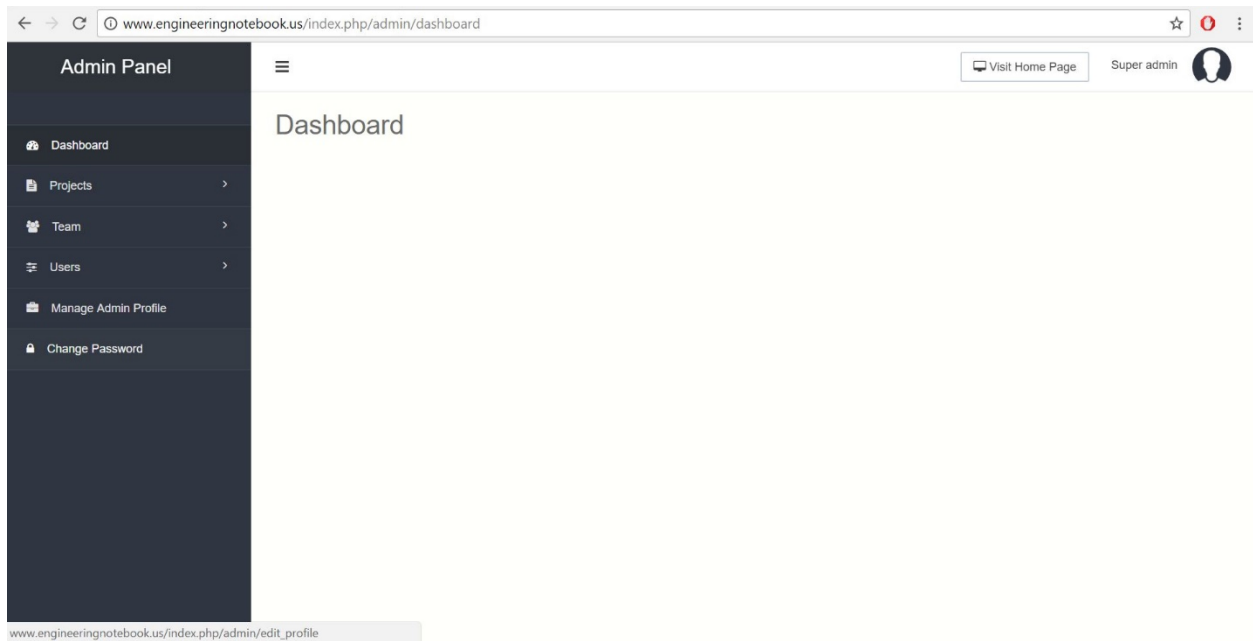 www.engineeringnotebook.us/index.php/admin/dashboard
Admin Panel
Visit Home Page
Super admin
Dashboard
Dashboard
Projects
Team
Users
Manage Admin Profile
Change Password
www.engineeringnotebook.us/index.php/admin/edit_profile